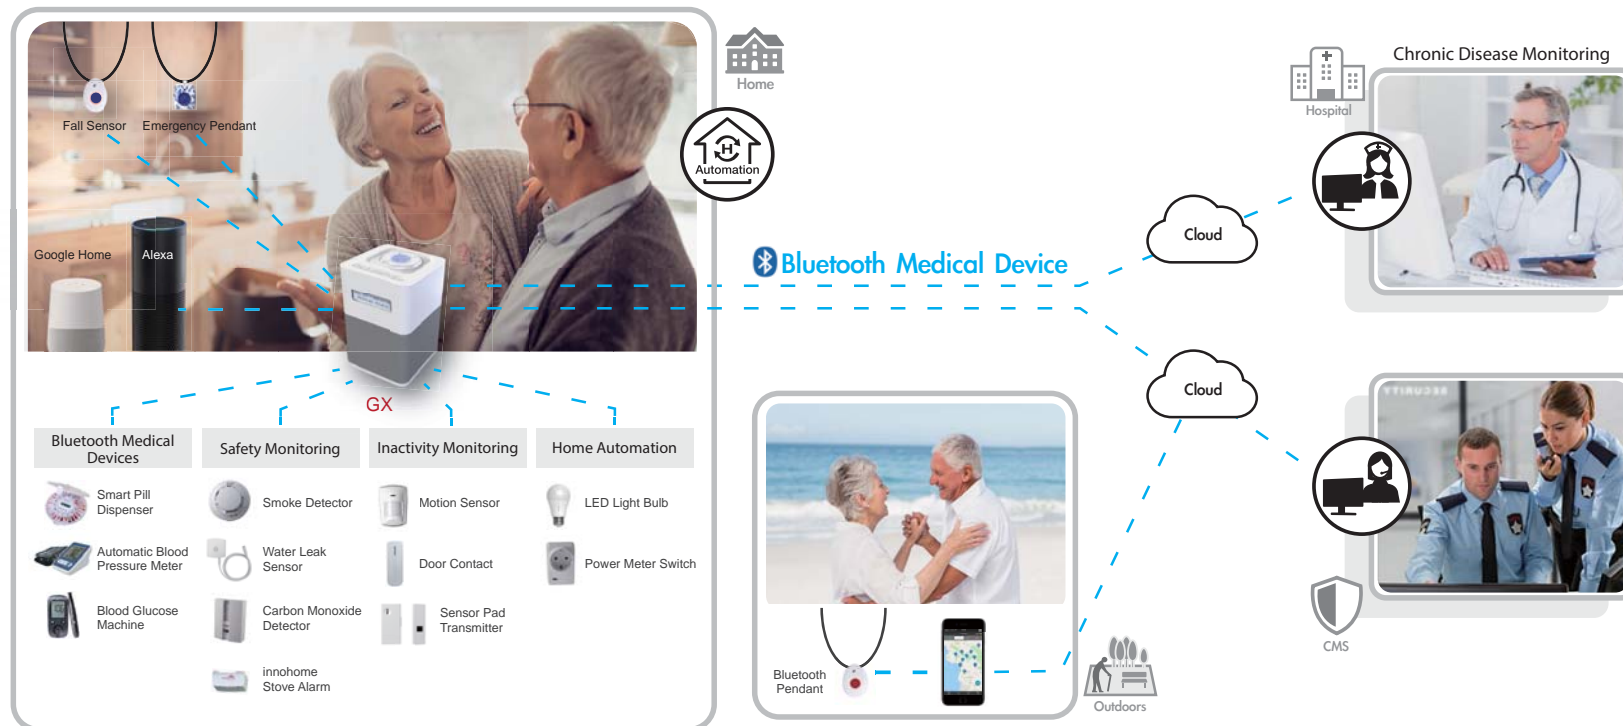 Home
Chronic Disease Monitoring
Hospital
Fall Sensor
Emergency Pendant
H
Automation
Google Home
Alexa
Cloud
Bluetooth Medical Device
GX
Cloud
SECURITY
Bluetooth Medical
Devices
Safety Monitoring
Inactivity Monitoring
Home Automation
Smart Pill
Dispenser
Smoke Detector
Motion Sensor
LED Light Bulb
Automatic Blood
Pressure Meter
Water Leak
Sensor
Door Contact
Power Meter Switch
Blood Glucose
Machine
Carbon Monoxide
Detector
Sensor Pad
Transmitter
innohome
Stove Alarm
Bluetooth
Pendant
Outdoors
CMS